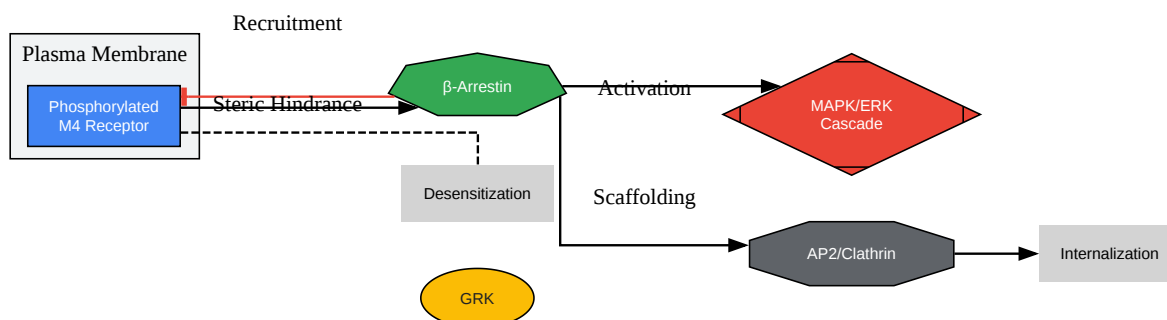 Recruitment
Plasma Membrane
Phosphorylated
M4 Receptor
Steric Hindrance
β-Arrestin
Activation
MAPK/ERK
Cascade
Desensitization
Scaffolding
AP2/Clathrin
Internalization
GRK